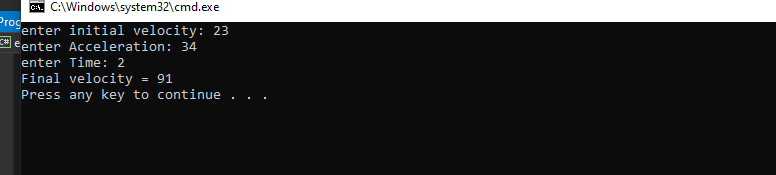 C:\Windows\system32\cmd.exe
enter initial velocity: 23
enter Acceleration: 34
enter Time: 2
Final velocity = 91
Press any key to continue . . .
Prog
C# e